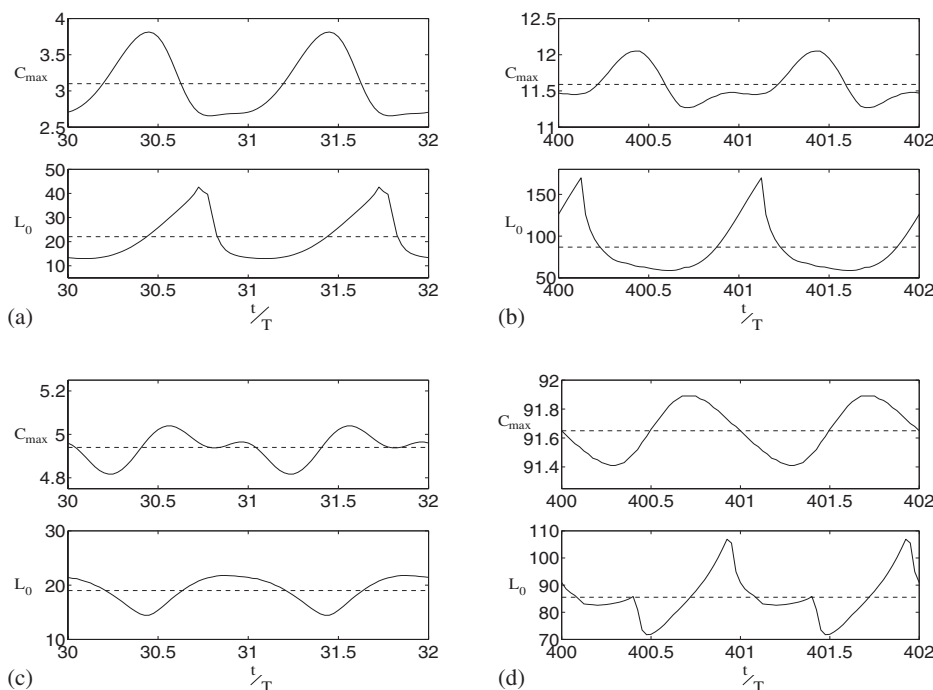 (a)
4
3.5
C_max
3
2.5
30 30.5 31 31.5 32
50
40
30
L_0
20
10
30 30.5 31 31.5 32
t/T
(b)
12.5
12
C_max
11.5
11
400 400.5 401 401.5 402
150
L_0
100
50
400 400.5 401 401.5 402
t/T
(c)
5.2
C_max
5
4.8
30 30.5 31 31.5 32
30
L_0
20
10
30 30.5 31 31.5 32
t/T
(d)
92
91.8
C_max
91.6
91.4
400 400.5 401 401.5 402
110
100
L_0
90
80
70
400 400.5 401 401.5 402
t/T